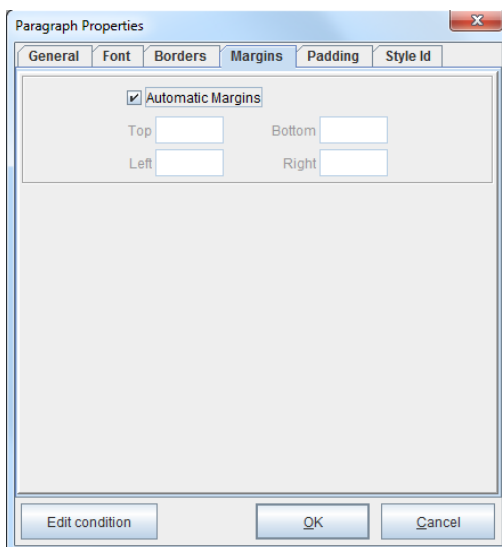 Paragraph Properties
General Font Borders Margins Padding Style Id
Automatic Margins
Top Bottom
Left Right
Edit condition OK Cancel